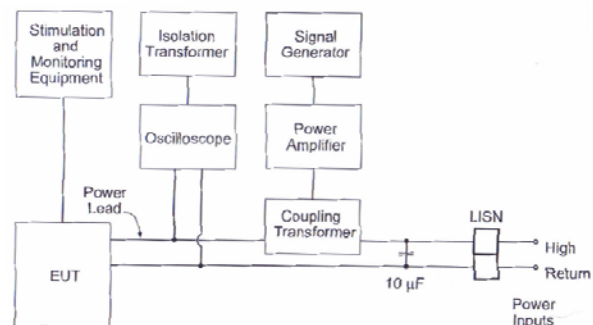 Stimulation
and
Monitoring
Equipment
Isolation
Transformer
Signal
Generator
Oscilloscope
Power
Amplifier
Power
Lead
Coupling
Transformer
LISN
High
EUT
10 µF
Return
Power
Inputs